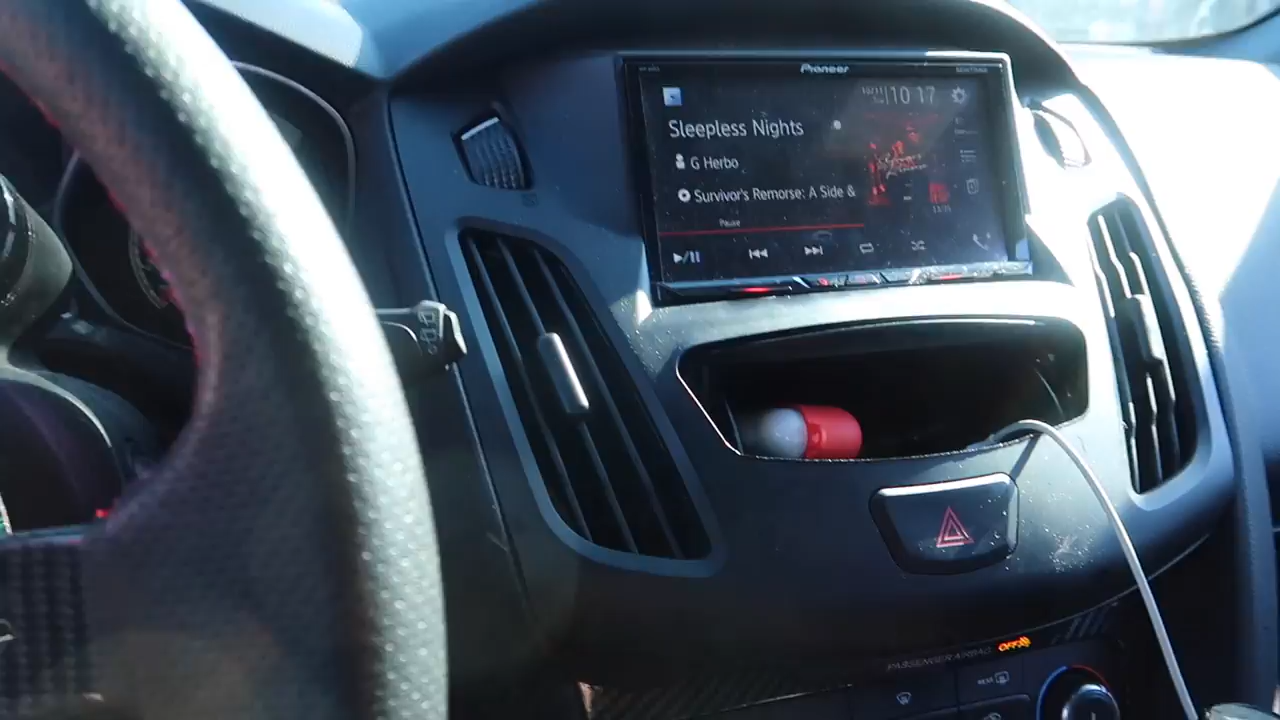 Pioneer
10 17
Sleepless Nights
G Herbo
Survivor's Remorse: A Side &
Pause
PASSENGER AIRBAG OFF